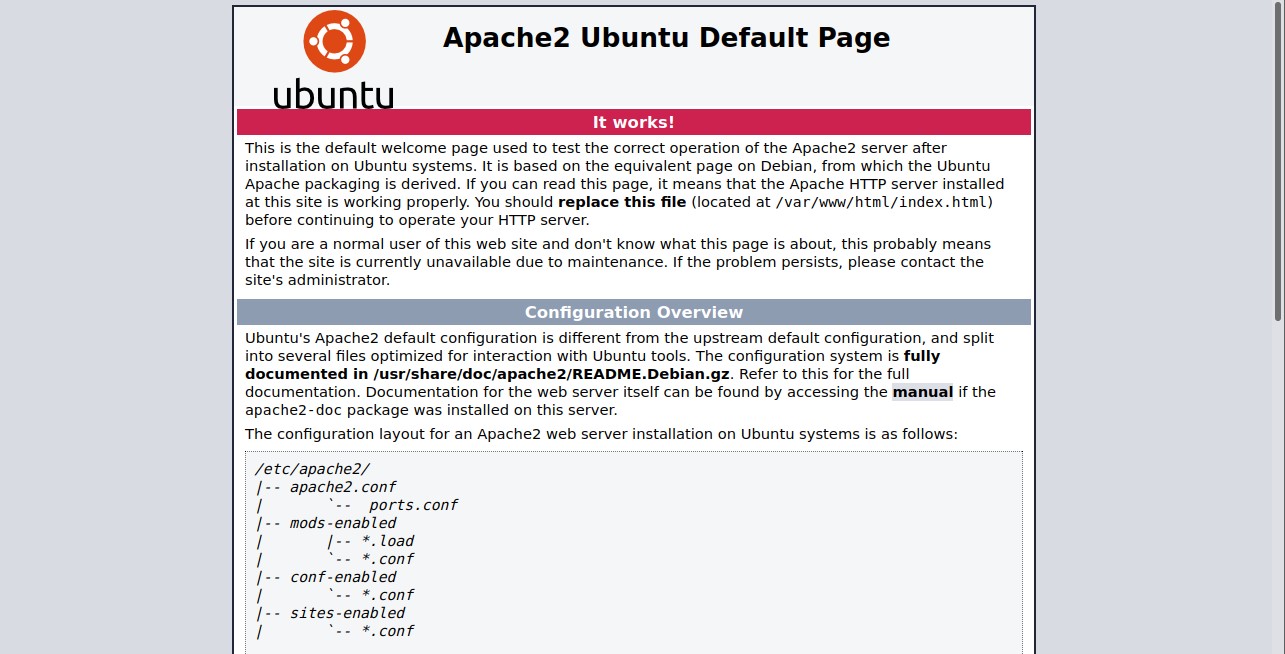 ubuntu
Apache2 Ubuntu Default Page
It works!
This is the default welcome page used to test the correct operation of the Apache2 server after
installation on Ubuntu systems. It is based on the equivalent page on Debian, from which the Ubuntu
Apache packaging is derived. If you can read this page, it means that the Apache HTTP server installed
at this site is working properly. You should replace this file (located at /var/www/html/index.html)
before continuing to operate your HTTP server.
If you are a normal user of this web site and don't know what this page is about, this probably means
that the site is currently unavailable due to maintenance. If the problem persists, please contact the
site's administrator.
Configuration Overview
Ubuntu's Apache2 default configuration is different from the upstream default configuration, and split
into several files optimized for interaction with Ubuntu tools. The configuration system is fully
documented in /usr/share/doc/apache2/README.Debian.gz. Refer to this for the full
documentation. Documentation for the web server itself can be found by accessing the manual if the
apache2-doc package was installed on this server.
The configuration layout for an Apache2 web server installation on Ubuntu systems is as follows:
/etc/apache2/
|-- apache2.conf
|       `--  ports.conf
|-- mods-enabled
|       |-- *.load
|       `-- *.conf
|-- conf-enabled
|       `-- *.conf
|-- sites-enabled
|       `-- *.conf